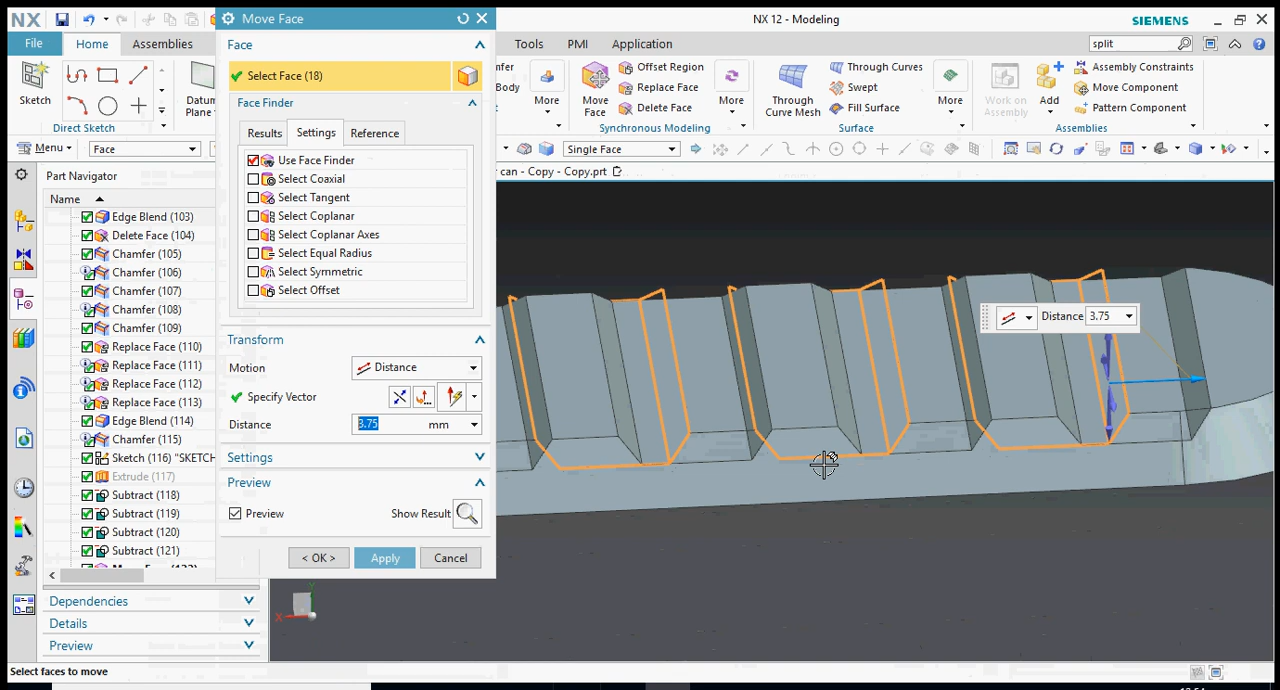 NX
Move Face
NX 12 - Modeling
SIEMENS
File
Home
Assemblies
Tools
PMI
Application
split
Sketch
Datum
Plane
Direct Sketch
Face
Select Face (18)
Face Finder
Results
Settings
Reference
Use Face Finder
Select Coaxial
Select Tangent
Select Coplanar
Select Coplanar Axes
Select Equal Radius
Select Symmetric
Select Offset
Transform
Motion
Distance
Specify Vector
Distance
3.75
mm
Settings
Preview
Preview
Show Result
< OK >
Apply
Cancel
Body
More
Move
Face
Offset Region
Replace Face
Delete Face
More
Synchronous Modeling
Through
Curve Mesh
Through Curves
Swept
Fill Surface
More
Surface
Work on
Assembly
Add
Assembly Constraints
Move Component
Pattern Component
Assemblies
Menu
Face
Single Face
can - Copy - Copy.prt
Part Navigator
Name
Edge Blend (103)
Delete Face (104)
Chamfer (105)
Chamfer (106)
Chamfer (107)
Chamfer (108)
Chamfer (109)
Replace Face (110)
Replace Face (111)
Replace Face (112)
Replace Face (113)
Edge Blend (114)
Chamfer (115)
Sketch (116) "SKETCH
Extrude (117)
Subtract (118)
Subtract (119)
Subtract (120)
Subtract (121)
Dependencies
Details
Preview
Distance 3.75
X
Select faces to move